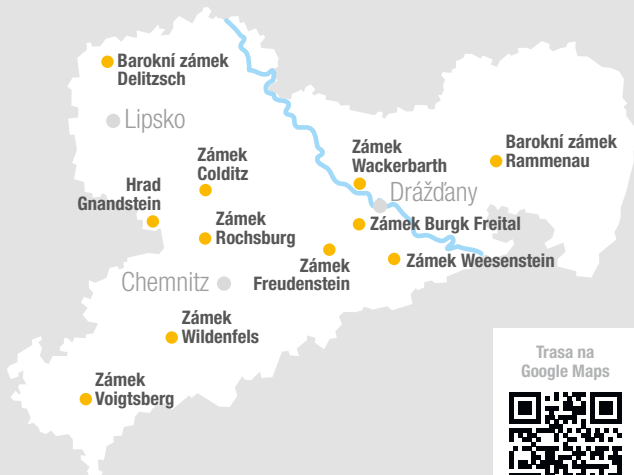 Barokní zámek
Delitzsch
Lipsko
Zámek
Colditz
Hrad
Gnandstein
Zámek
Rochsburg
Zámek
Wackerbarth
Barokní zámek
Rammenau
Drážďany
Zámek Burgk Freital
Zámek
Freudenstein
Zámek Weesenstein
Chemnitz
Zámek
Wildenfels
Zámek
Voigtsberg
Trasa na
Google Maps